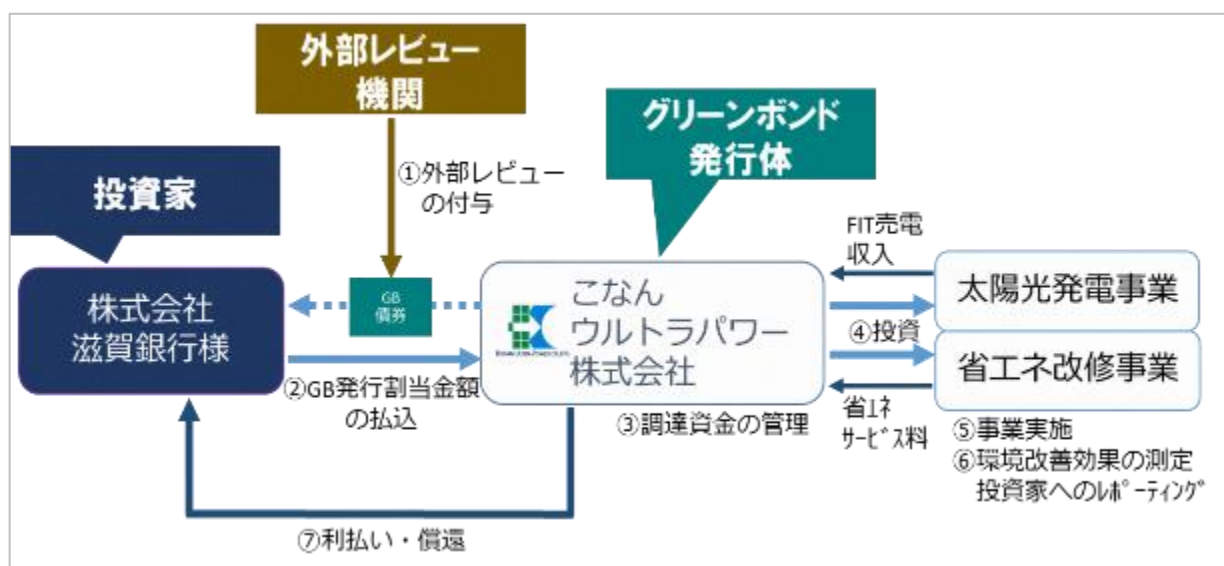 外部レビュー
機関
グリーンボンド
発行体
①外部レビュー
の付与
投資家
FIT売電
収入
株式会社
滋賀銀行様
GB
債券
こなん
ウルトラパワー
株式会社
太陽光発電事業
④投資
省エネ改修事業
②GB発行割当金額
の払込
③調達資金の管理
省ｴﾈ
ｻｰﾋﾞｽ料
⑤事業実施
⑥環境改善効果の測定
投資家へのﾚﾎﾟｰﾃｨﾝｸﾞ
⑦利払い・償還